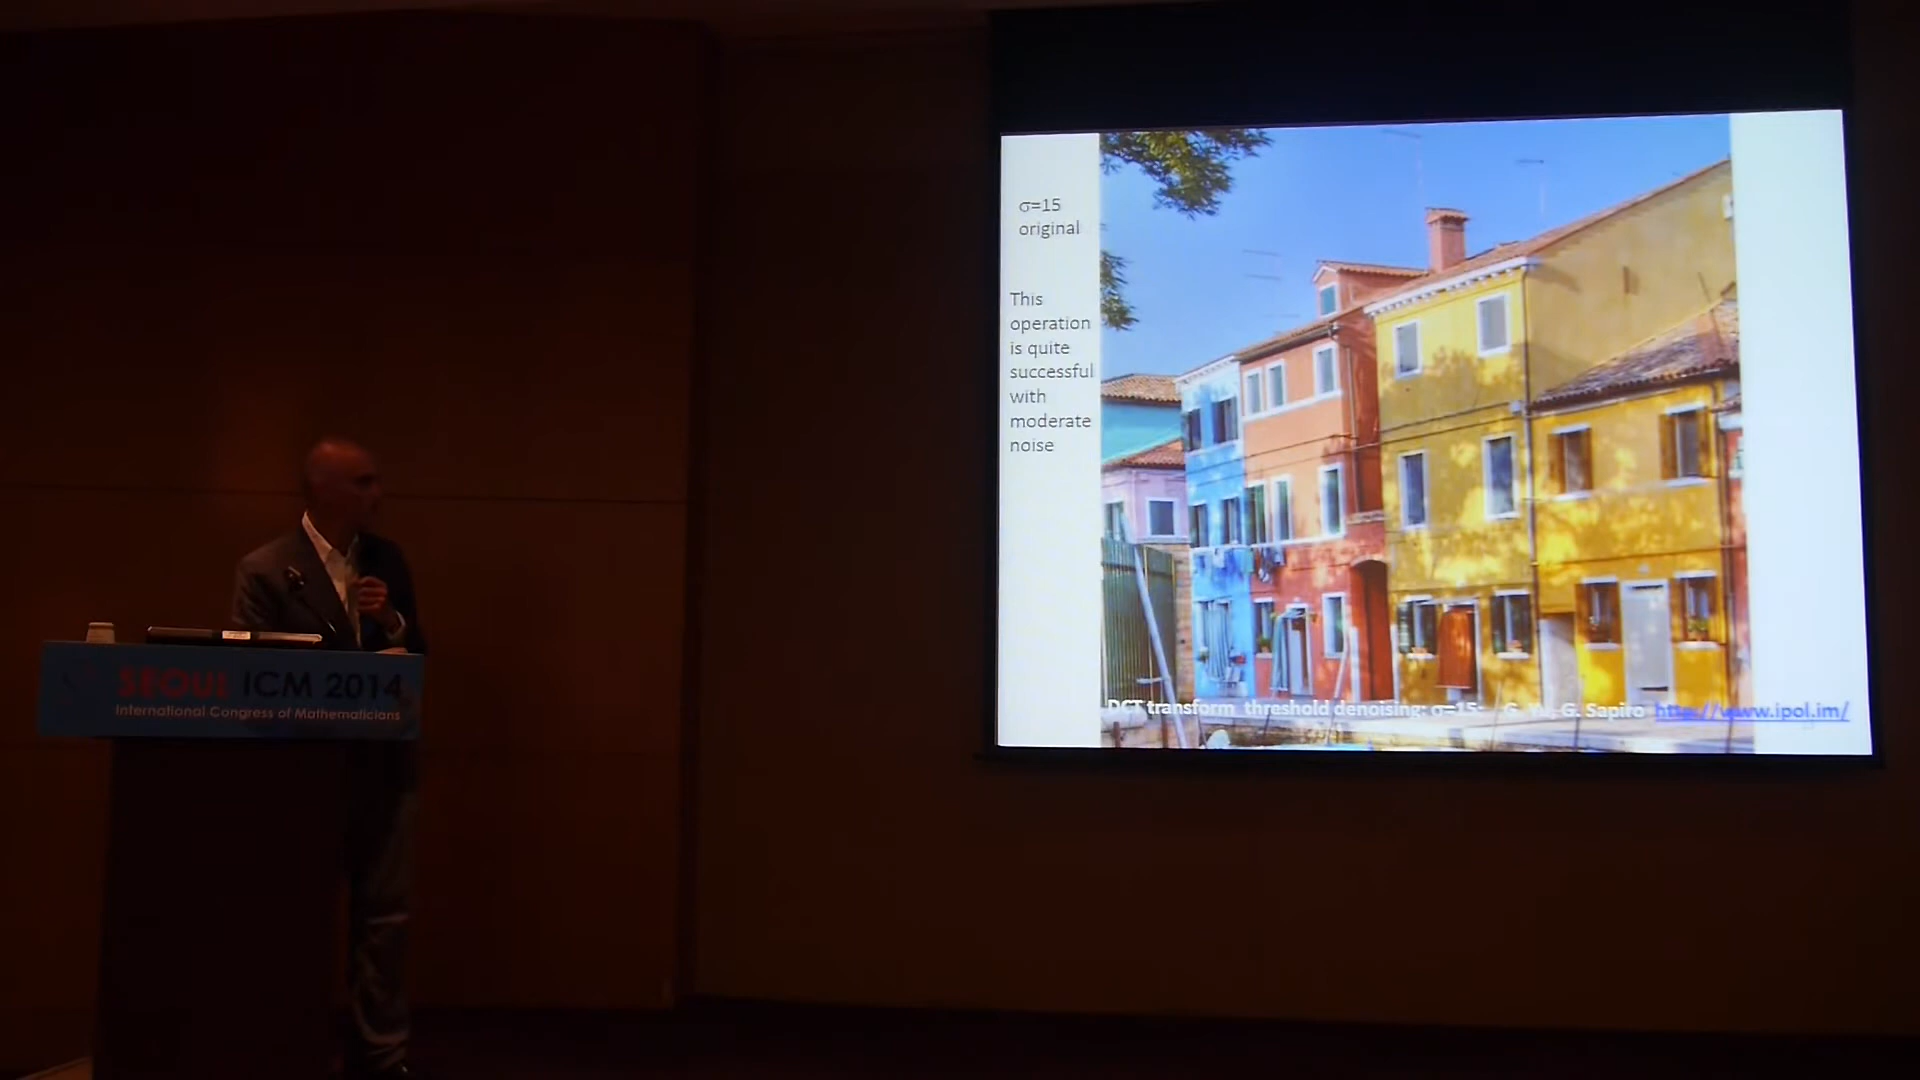 σ=15
original
This
operation
is quite
successful
with
moderate
noise
DCT transform threshold denoising: σ=15: G. G. Sapiro http://www.ipol.im/
SEOUL ICM 2014
International Congress of Mathematicians